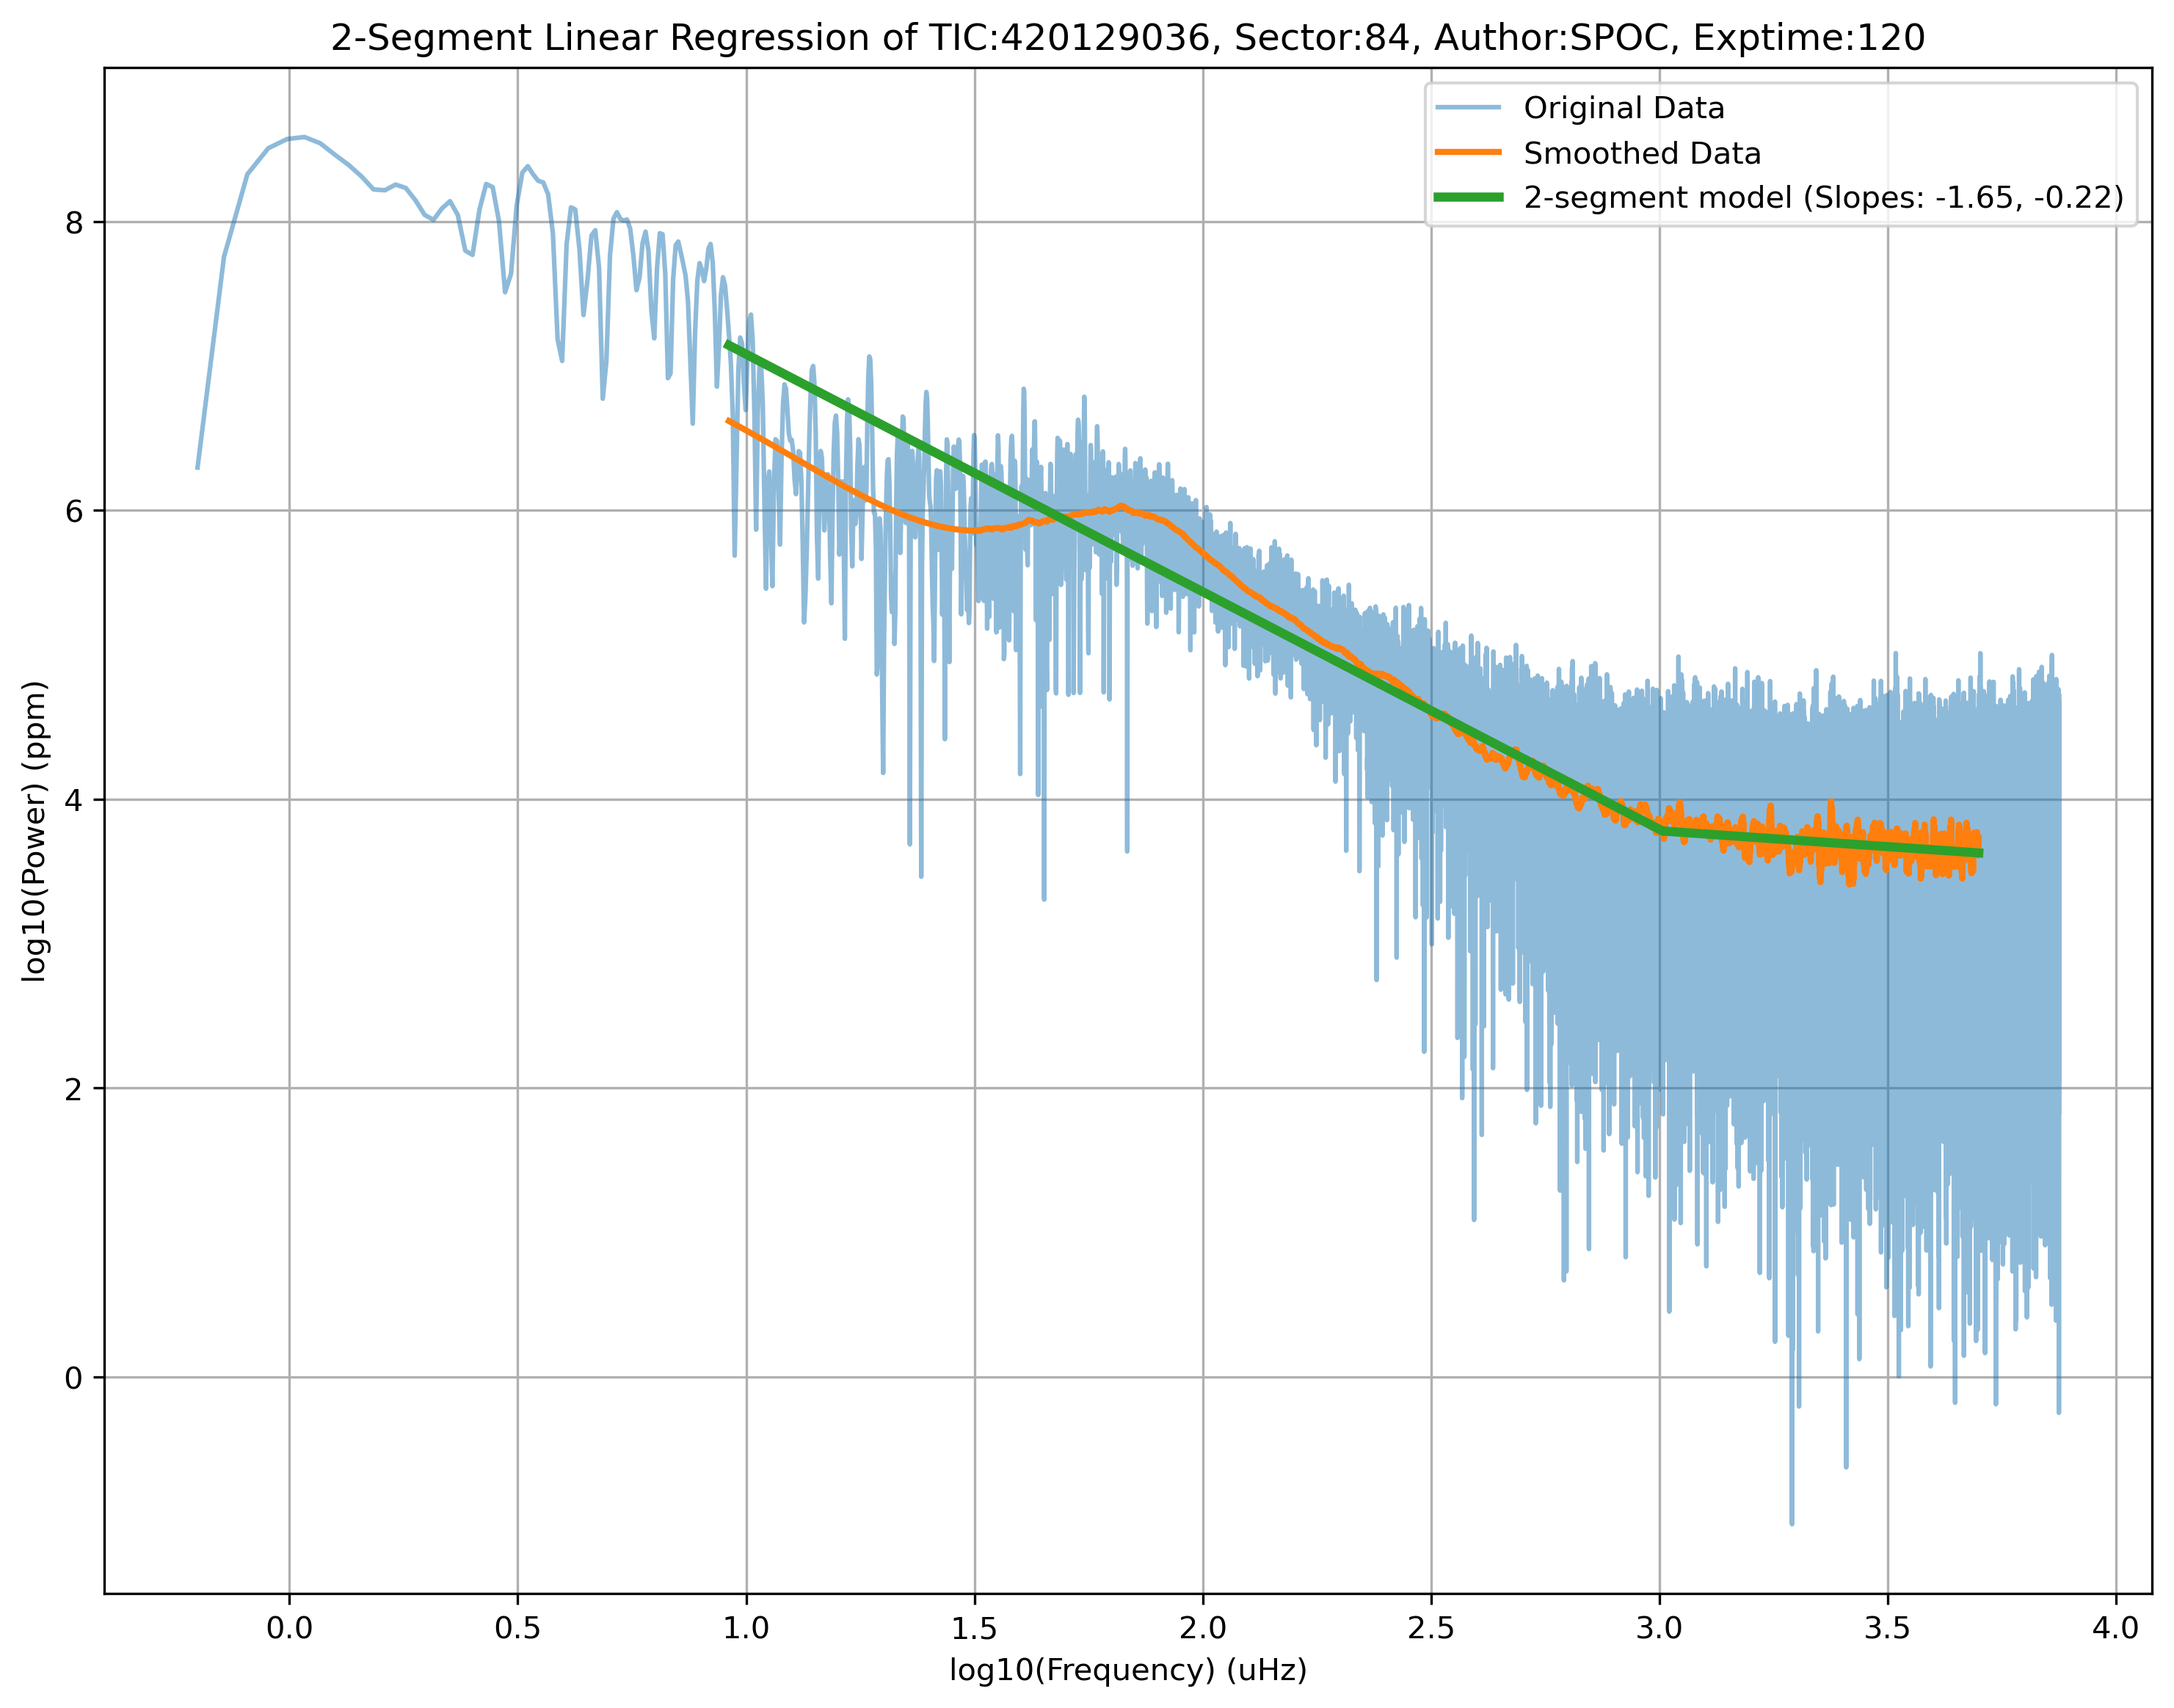 2-Segment Linear Regression of TIC:420129036, Sector:84, Author:SPOC, Exptime:120
Original Data
Smoothed Data
2-segment model (Slopes: -1.65, -0.22)
log10(Power) (ppm)
8
6
4
2
0
0.0 0.5 1.0 1.5 2.0 2.5 3.0 3.5 4.0
log10(Frequency) (uHz)